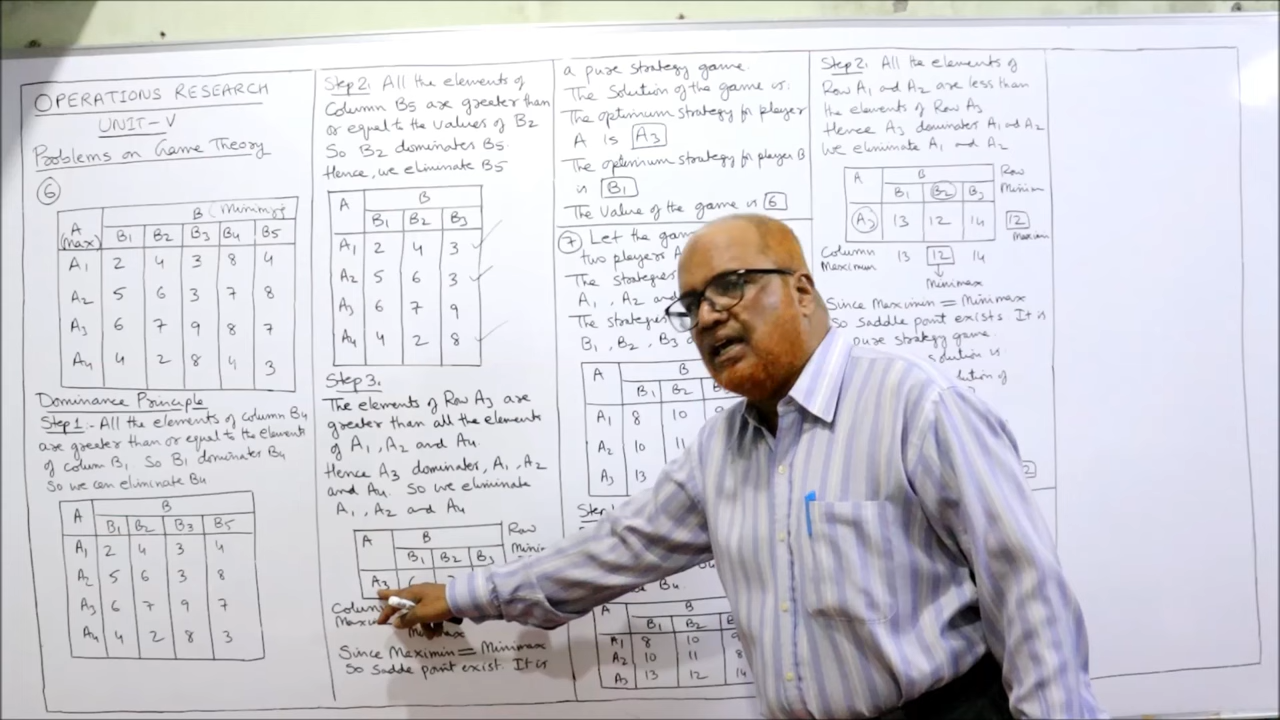 OPERATIONS RESEARCH
UNIT-V
Problems on Game Theory
6
A (max) B (Minimizer
B1 B2 B3 B4 B5
A1 2 4 3 8 4
A2 5 6 3 7 8
A3 6 7 9 8 7
A4 4 2 8 4 3
Dominance Principle
Step 1:- All the elements of column B4
are greater than or equal to the elements
of colum B1. So B1 dominates B4
So we can eliminate B4
A B
B1 B2 B3 B5
A1 2 4 3 4
A2 5 6 3 8
A3 6 7 9 7
A4 4 2 8 3
Step 2: All the elements of
Column B5 are greater than
or equal to the values of B2
So B2 dominates B5.
Hence, we eliminate B5
A B
B1 B2 B3
A1 2 4 3
A2 5 6 3
A3 6 7 9
A4 4 2 8
Step 3.
The elements of Row A3 are
greater than all the elements
of A1, A2 and A4.
Hence A3 dominates, A1, A2
and A4. So we eliminate
A1, A2 and A4
A B Row
B1 B2 B3
A3
Since Maximin = Minimax
So sadde point exist. It is
a pure strategy game.
The Solution of the game is:
The optimum strategy for player
A is A3
The optimum strategy for player B
is B1
The value of the game is 6
7 Let the
two players A
The strategies
A1, A2 and
The strategies
B1, B2, B3
A B
B1 B2
A1 8 10
A2 10 11
A3 13
B4
A B
B1 B2
A1 8 10 9
A2 10 11 8
A3 13 12 14
Step 2: All the elements of
Row A1 and A2 are less than
the elements of Row A3
Hence A3 dominates A1 and A2
We eliminate A1 and A2
A B Row
B1 B2 B3 Minimum
A3 13 12 14 12
Column 13 12 14
Maximum
Minimax
Since Maximin = Minimax
So saddle point exists. It is
pure strategy game.
solution is